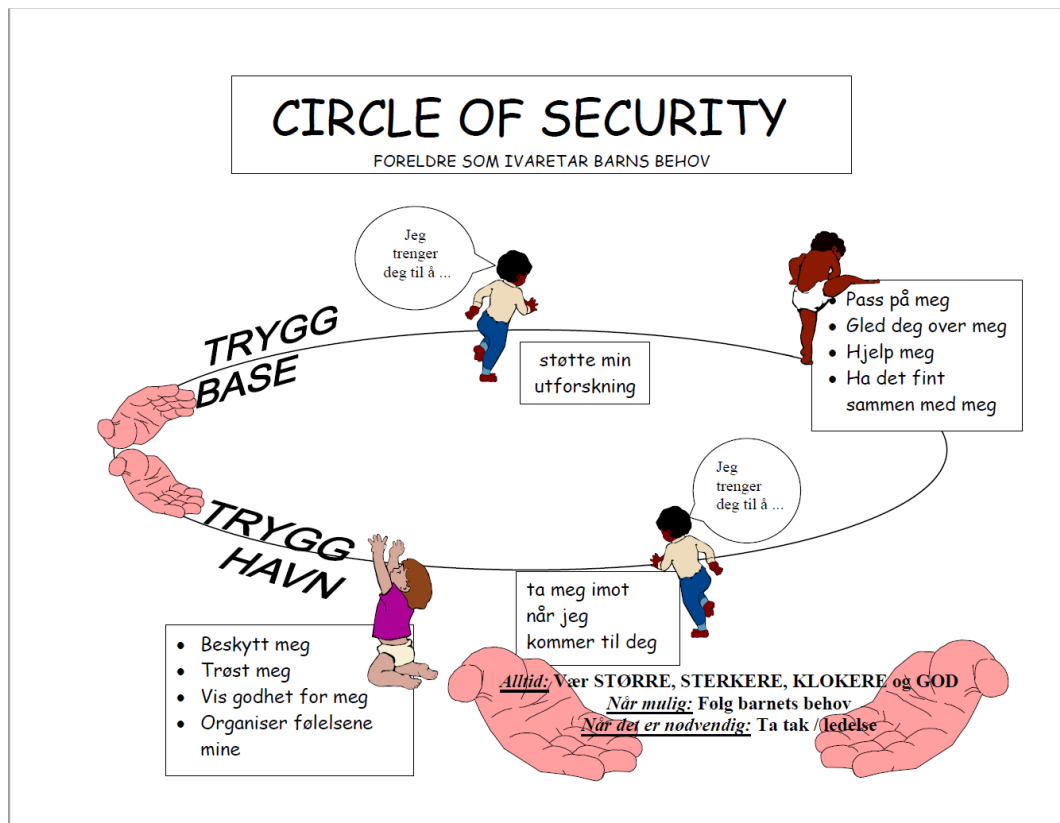 CIRCLE OF SECURITY
FORELDRE SOM IVARETAR BARNS BEHOV
Jeg
trenger
deg til å ...
TRYGG
BASE
støtte min
utforskning
• Pass på meg
• Gled deg over meg
• Hjelp meg
• Ha det fint
sammen med meg
Jeg
trenger
deg til å ...
TRYGG
HAVN
ta meg imot
når jeg
kommer til deg
• Beskytt meg
• Trøst meg
• Vis godhet for meg
• Organiser følelsene
mine
Alltid: Vær STØRRE, STERKERE, KLOKERE og GOD
Når mulig: Følg barnets behov
Når det er nødvendig: Ta tak / ledelse